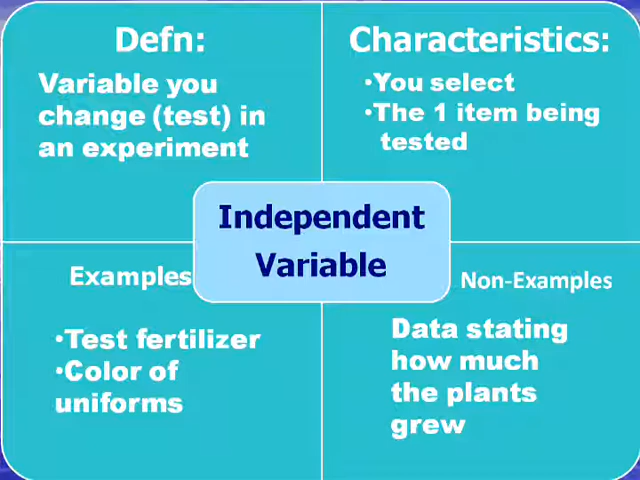 Defn:
Variable you
change (test) in
an experiment
Characteristics:
•You select
•The 1 item being
tested
Independent
Variable
Examples
•Test fertilizer
•Color of
uniforms
Non-Examples
Data stating
how much
the plants
grew